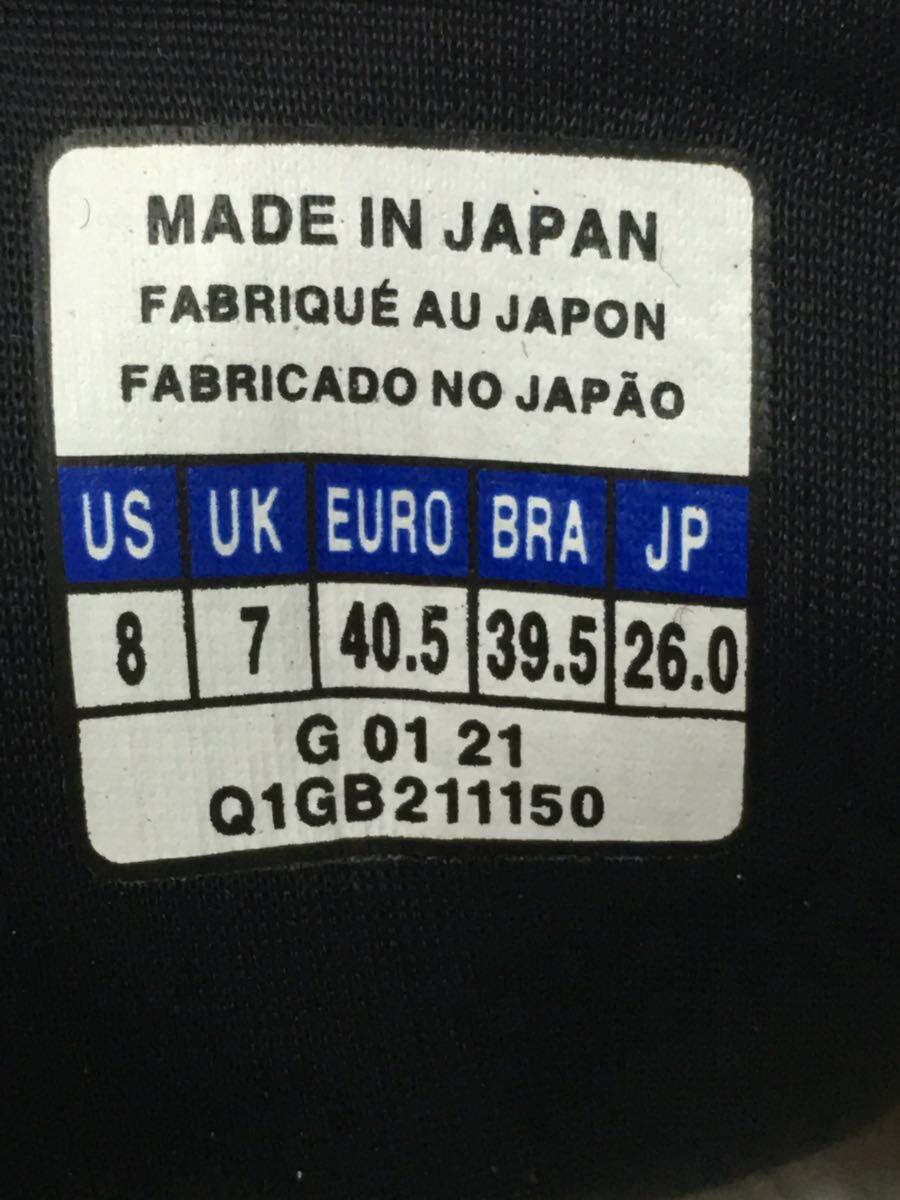 MADE IN JAPAN
FABRIQUÉ AU JAPON
FABRICADO NO JAPÃO
US UK EURO BRA JP
8 7 40.5 39.5 26.0
G 01 21
Q1GB211150